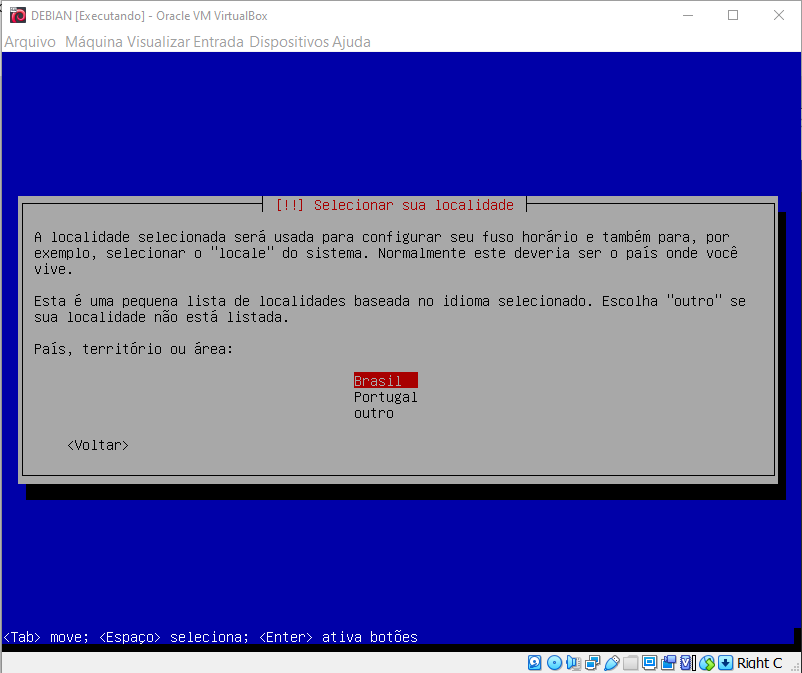 DEBIAN [Executando] - Oracle VM VirtualBox
Arquivo Máquina Visualizar Entrada Dispositivos Ajuda
[!!] Selecionar sua localidade
A localidade selecionada será usada para configurar seu fuso horário e também para, por
exemplo, selecionar o "locale" do sistema. Normalmente este deveria ser o país onde você
vive.
Esta é uma pequena lista de localidades baseada no idioma selecionado. Escolha "outro" se
sua localidade não está listada.
País, território ou área:
Brasil
Portugal
outro
<Voltar>
<Tab> move; <Espaço> seleciona; <Enter> ativa botões
Right C